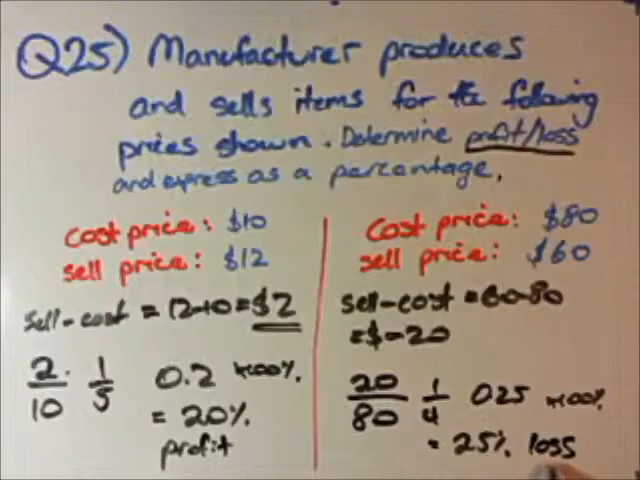 Q25) Manufacturer produces
and sells items for the following
prices shown. Determine profit/loss
and express as a percentage.
cost price: $10
sell price: $12
sell-cost = 12-10 = $2
2/10 1/5 0.2 ×100%
= 20%
profit
cost price: $80
sell price: $60
sell-cost = 60-80
= $-20
20/80 1/4 0.25 ×100%
= 25% loss